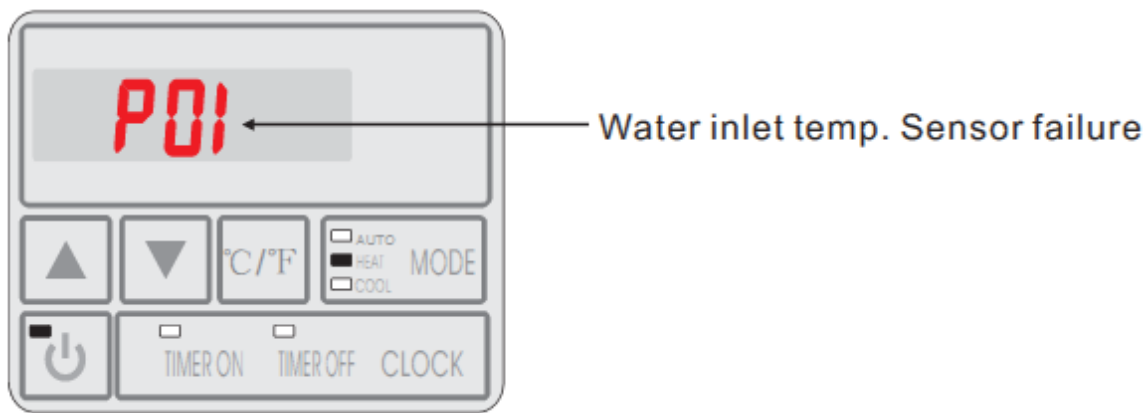 P01
Water inlet temp. Sensor failure
°C/°F
AUTO
HEAT
COOL
MODE
TIMER ON
TIMER OFF
CLOCK